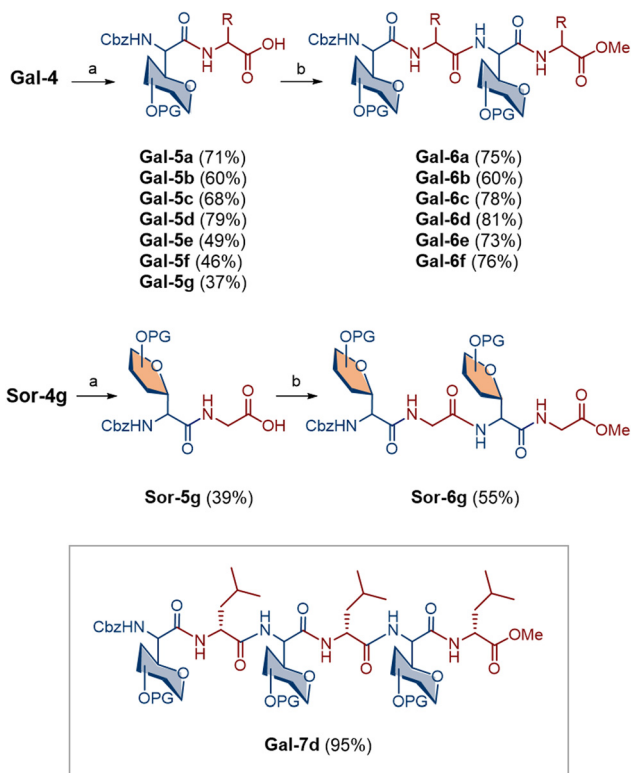 O R
CbzHN N H OH
O
OPG
Gal-4
a
b
O R H N O R
CbzHN N H O N H OMe
O
OPG OPG
Gal-5a (71%)
Gal-5b (60%)
Gal-5c (68%)
Gal-5d (79%)
Gal-5e (49%)
Gal-5f (46%)
Gal-5g (37%)
Gal-6a (75%)
Gal-6b (60%)
Gal-6c (78%)
Gal-6d (81%)
Gal-6e (73%)
Gal-6f (76%)
Sor-4g
a
OPG
O
H N O
CbzHN OH
O
b
OPG OPG
O O
H N O H N O
CbzHN N H OMe
O O
Sor-5g (39%)
Sor-6g (55%)
O H N O H N O
CbzHN N H O N H O N H OMe
O
O O O
OPG OPG OPG
Gal-7d (95%)